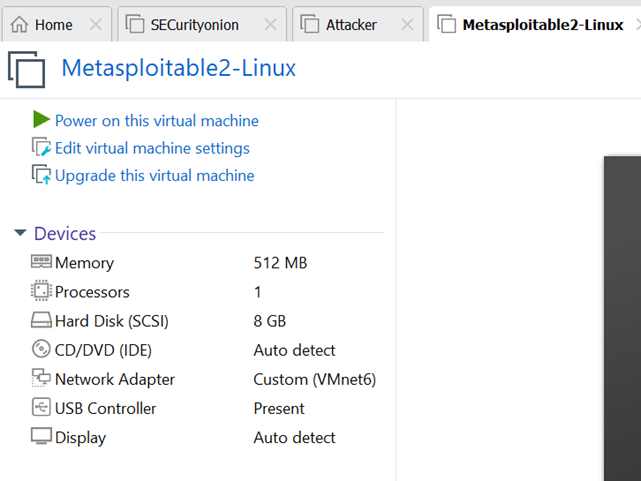 Home SECurityonion Attacker Metasploitable2-Linux
Metasploitable2-Linux
Power on this virtual machine
Edit virtual machine settings
Upgrade this virtual machine
Devices
Memory 512 MB
Processors 1
Hard Disk (SCSI) 8 GB
CD/DVD (IDE) Auto detect
Network Adapter Custom (VMnet6)
USB Controller Present
Display Auto detect